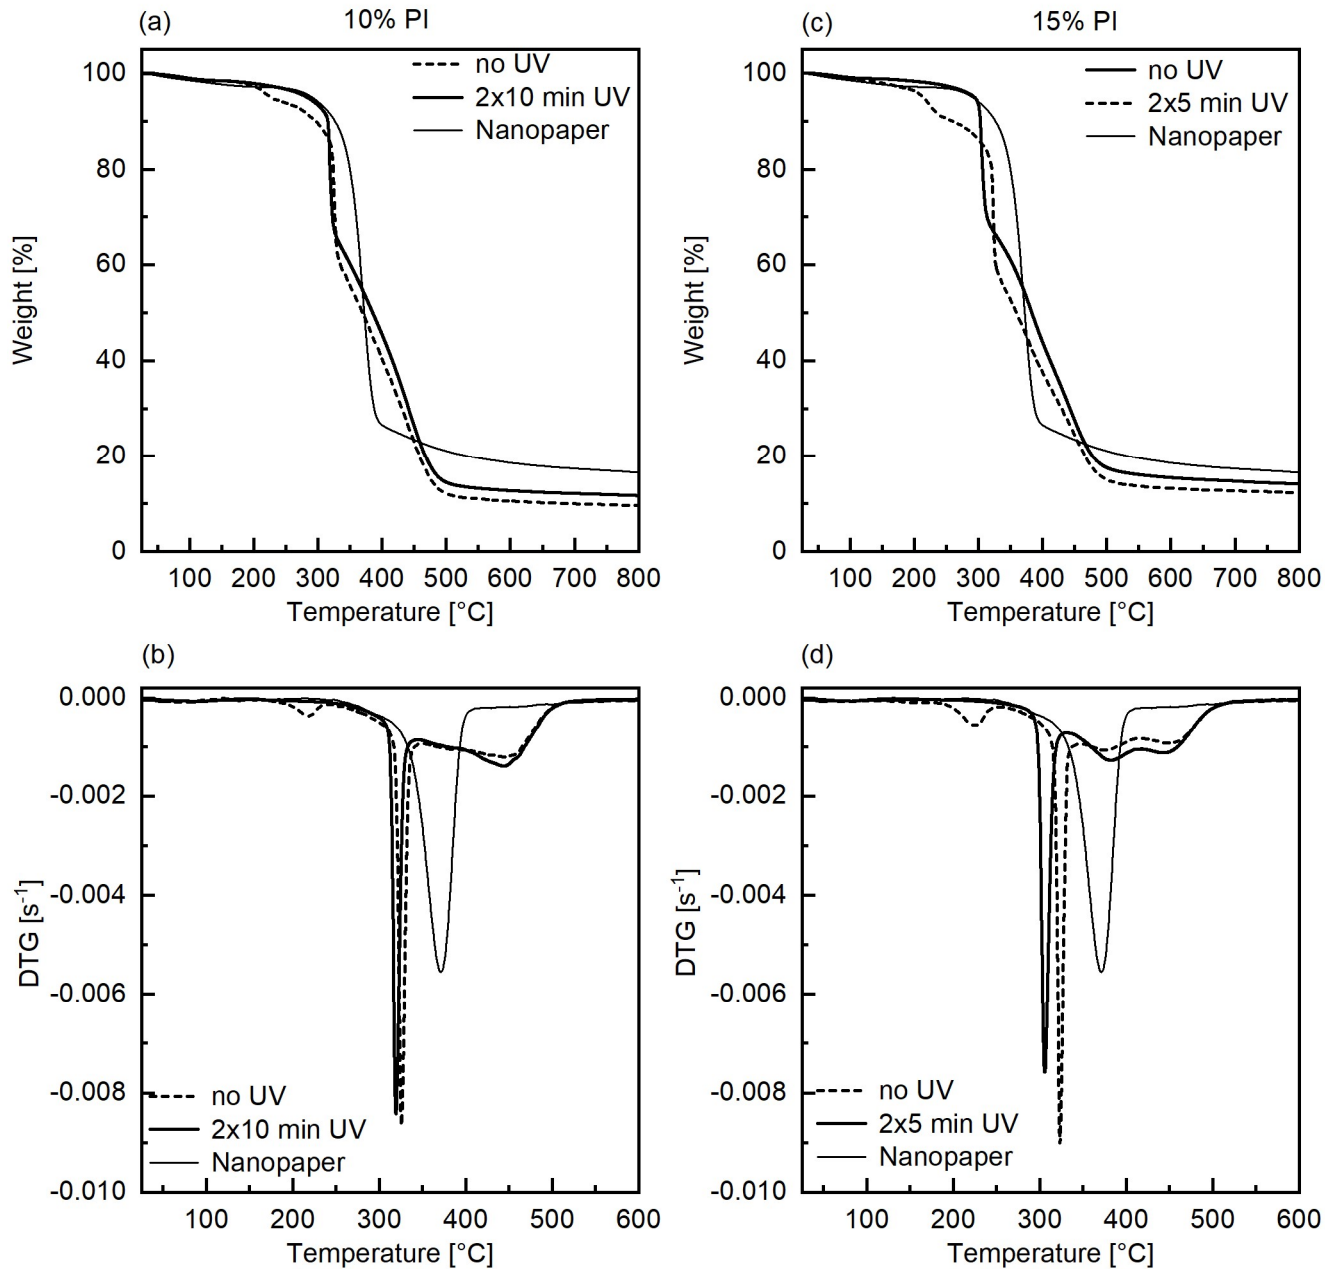 (a)
10% PI
no UV
2x10 min UV
Nanopaper
100
80
60
40
20
0
Weight [%]
100 200 300 400 500 600 700 800
Temperature [°C]
(c)
15% PI
no UV
2x5 min UV
Nanopaper
100
80
60
40
20
0
Weight [%]
100 200 300 400 500 600 700 800
Temperature [°C]
(b)
0.000
-0.002
-0.004
-0.006
-0.008
-0.010
DTG [s⁻¹]
no UV
2x10 min UV
Nanopaper
100 200 300 400 500 600
Temperature [°C]
(d)
0.000
-0.002
-0.004
-0.006
-0.008
-0.010
DTG [s⁻¹]
no UV
2x5 min UV
Nanopaper
100 200 300 400 500 600
Temperature [°C]